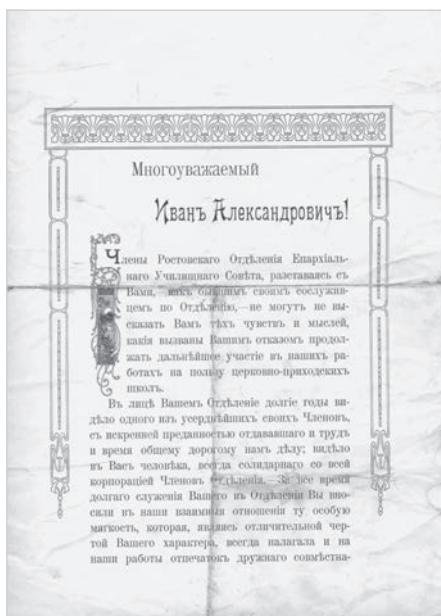 Многоуважаемый
Иванъ Александровичъ!
Члены Ростовскаго Отдѣленія Епархіаль-
наго Училищнаго Совѣта, разставаясь съ
Вами, какъ бывшимъ своимъ сослужив-
цемъ по Отдѣленію,—не могутъ не вы-
сказать Вамъ тѣхъ чувствъ и мыслей,
какія вызваны Вашимъ отказомъ продол-
жать дальнѣйшее участіе въ нашихъ ра-
ботахъ на пользу церковно-приходскихъ
школъ.
Въ лицѣ Вашемъ Отдѣленіе долгіе годы ви-
дѣло одного изъ усерднѣйшихъ своихъ Членовъ,
съ искренней преданностью отдававшаго и трудъ
и время общему дорогому намъ дѣлу; видѣло
въ Васъ человѣка, всегда солидарнаго со всей
корпораціей Членовъ Отдѣленія.—За все время
долгаго служенія Вашего въ Отдѣленіи Вы вно-
сили въ наши взаимныя отношенія ту особую
мягкость, которая, являясь отличительной чер-
той Вашего характера, всегда налагала и на
наши работы отпечатокъ дружнаго совмѣстна-